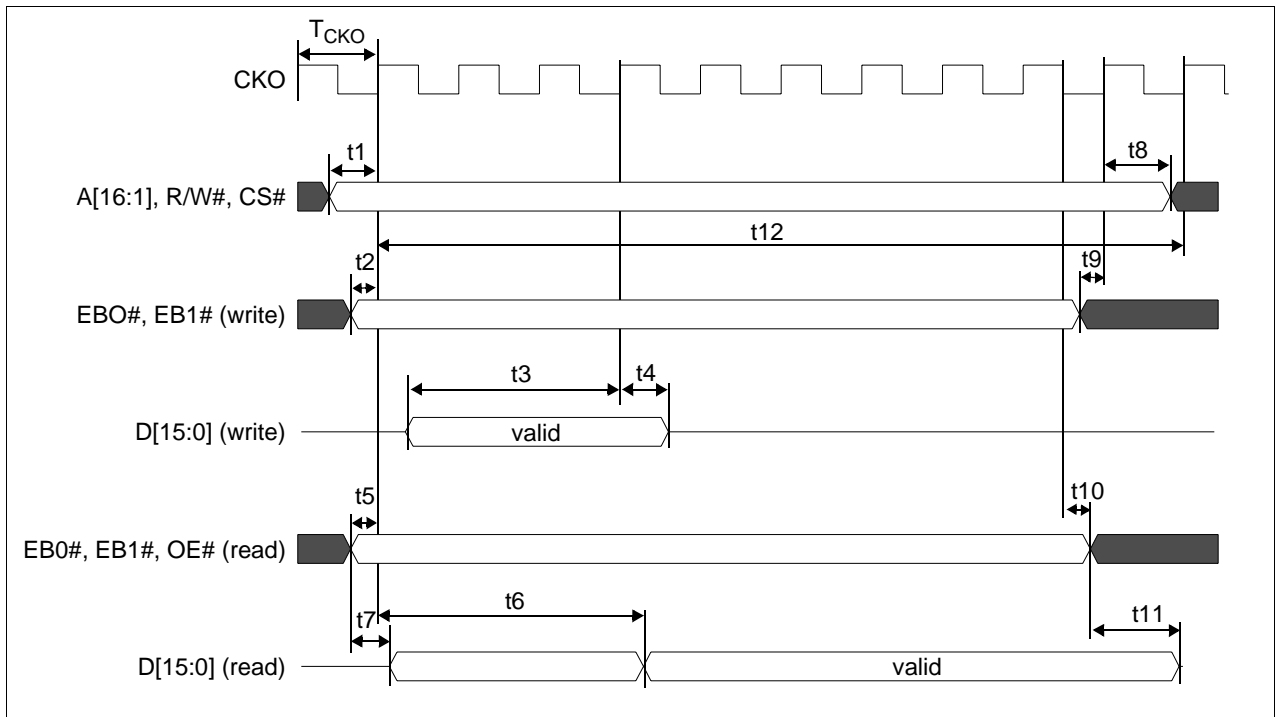 TCKO
CKO
t1
t8
A[16:1], R/W#, CS#
t12
t2
t9
EBO#, EB1# (write)
t3
t4
D[15:0] (write)
valid
t5
t10
EB0#, EB1#, OE# (read)
t6
t7
t11
D[15:0] (read)
valid